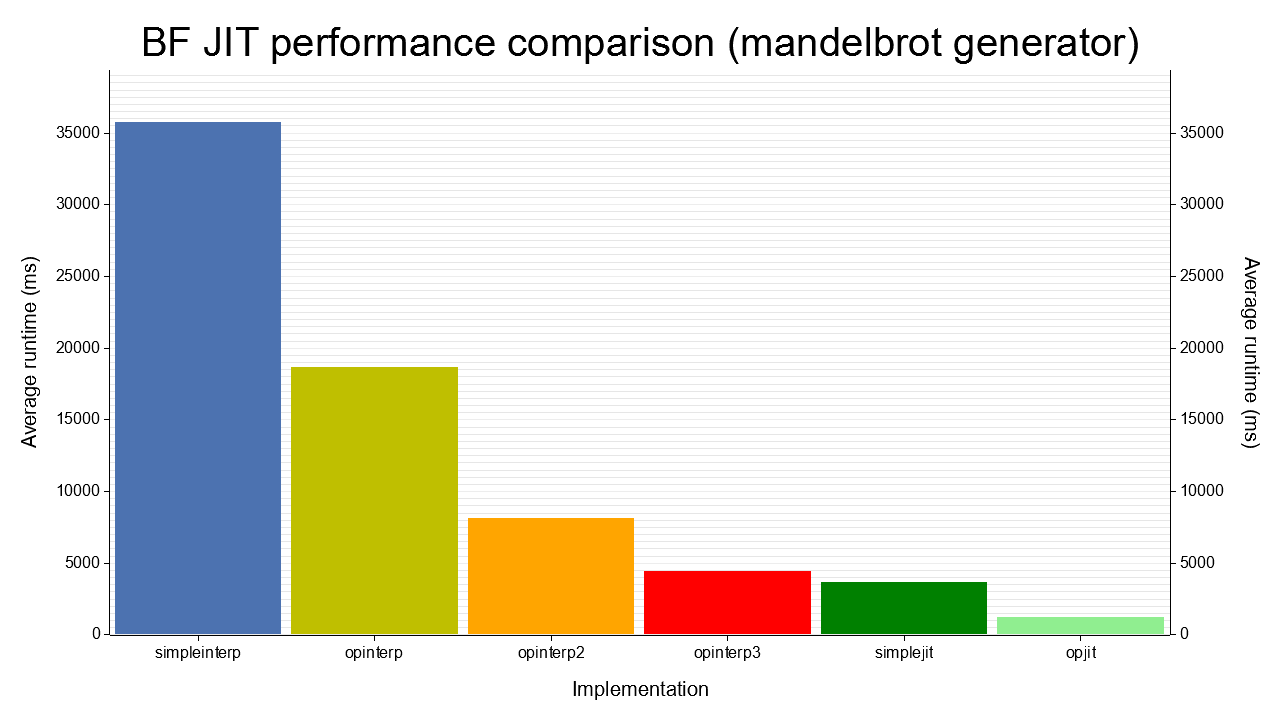 BF JIT performance comparison (mandelbrot generator)
Average runtime (ms)
35000
30000
25000
20000
15000
10000
5000
0
35000
30000
25000
20000
15000
10000
5000
0
Average runtime (ms)
simpleinterp
opinterp
opinterp2
opinterp3
simplejit
opjit
Implementation